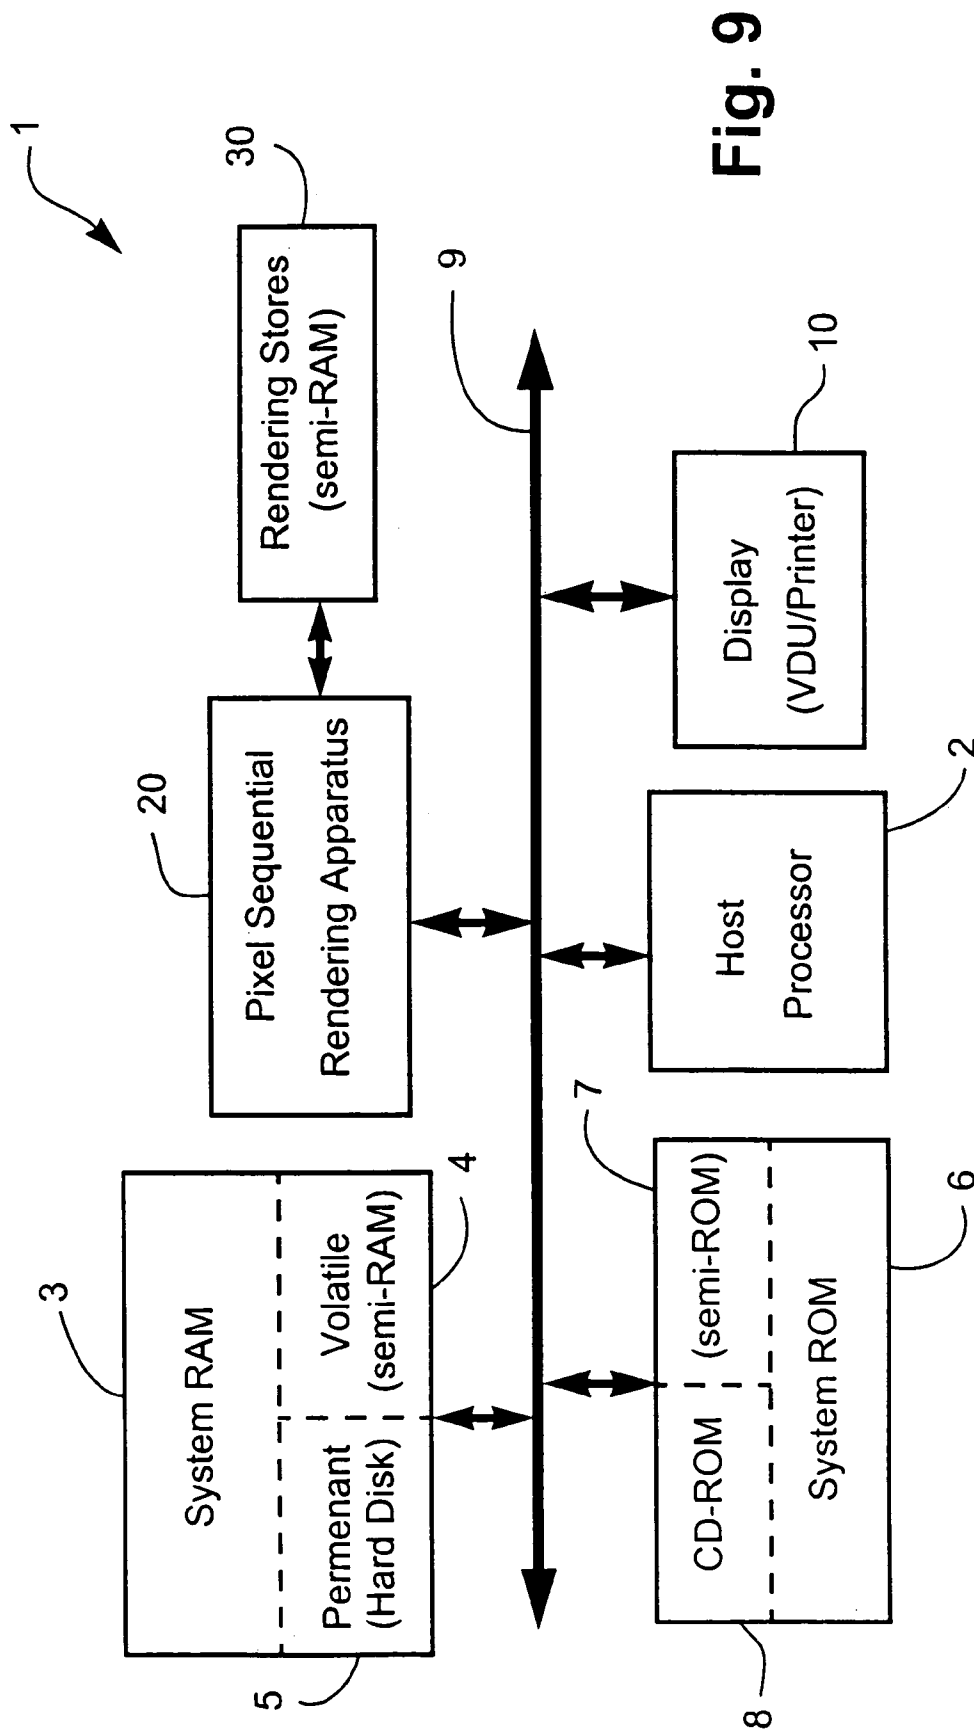 1
3
System RAM
Permenant
(Hard Disk)
Volatile
(semi-RAM)
5
4
20
Pixel Sequential
Rendering Apparatus
30
Rendering Stores
(semi-RAM)
9
7
CD-ROM
(semi-ROM)
System ROM
8
6
Host
Processor
2
Display
(VDU/Printer)
10
Fig. 9